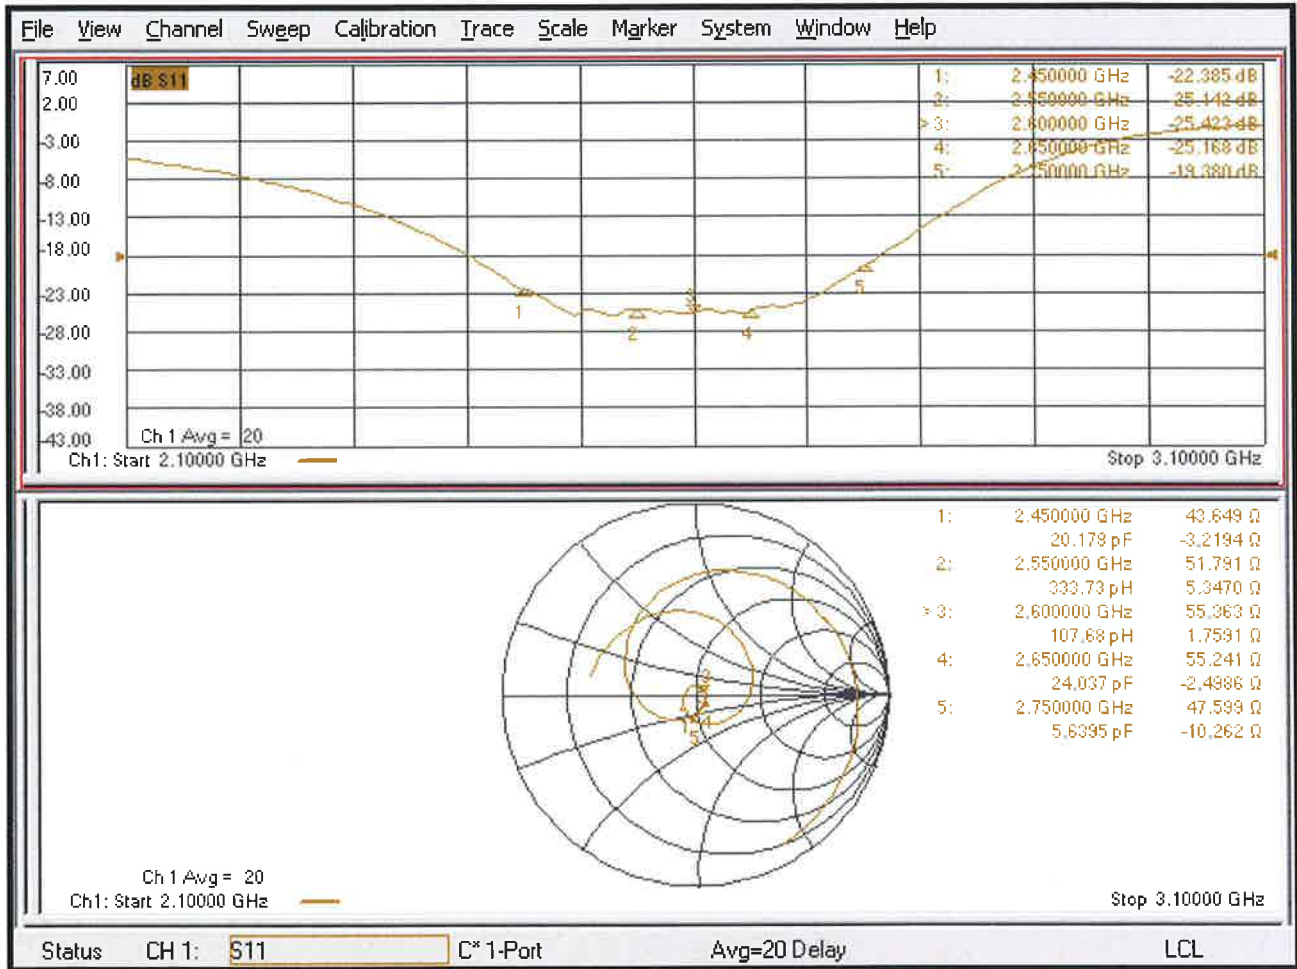 File View Channel Sweep Calibration Trace Scale Marker System Window Help
7.00
2.00
-3.00
-8.00
-13.00
-18.00
-23.00
-28.00
-33.00
-38.00
-43.00
dB S11
1: 2.450000 GHz -22.385 dB
2: 2.550000 GHz -25.142 dB
> 3: 2.600000 GHz -25.423 dB
4: 2.650000 GHz -25.168 dB
5: 2.750000 GHz -19.380 dB
1
2
3
4
5
Ch 1 Avg = 20
Ch1: Start 2.10000 GHz
Stop 3.10000 GHz
1: 2.450000 GHz 43.649 Ω
20.178 pF -3.2194 Ω
2: 2.550000 GHz 51.791 Ω
333.73 pH 5.3470 Ω
> 3: 2.600000 GHz 55.363 Ω
107.68 pH 1.7591 Ω
4: 2.650000 GHz 55.241 Ω
24.037 pF -2.4986 Ω
5: 2.750000 GHz 47.599 Ω
5.6395 pF -10.262 Ω
4
5
Ch 1 Avg = 20
Ch1: Start 2.10000 GHz
Stop 3.10000 GHz
Status CH 1: S11 C* 1-Port Avg=20 Delay LCL